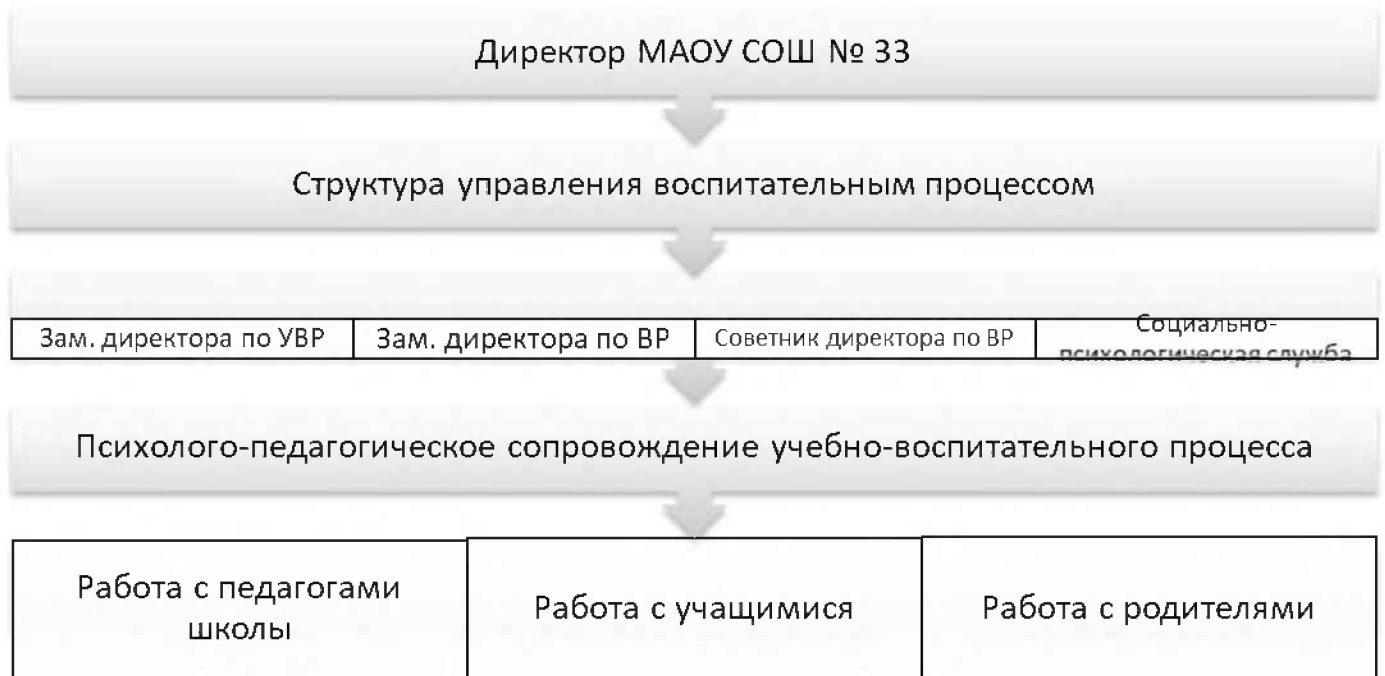 Директор МАОУ СОШ № 33
Структура управления воспитательным процессом
Зам. директора по УВР
Зам. директора по ВР
Советник директора по ВР
Социально-
психологическая служба
Психолого-педагогическое сопровождение учебно-воспитательного процесса
Работа с педагогами
школы
Работа с учащимися
Работа с родителями